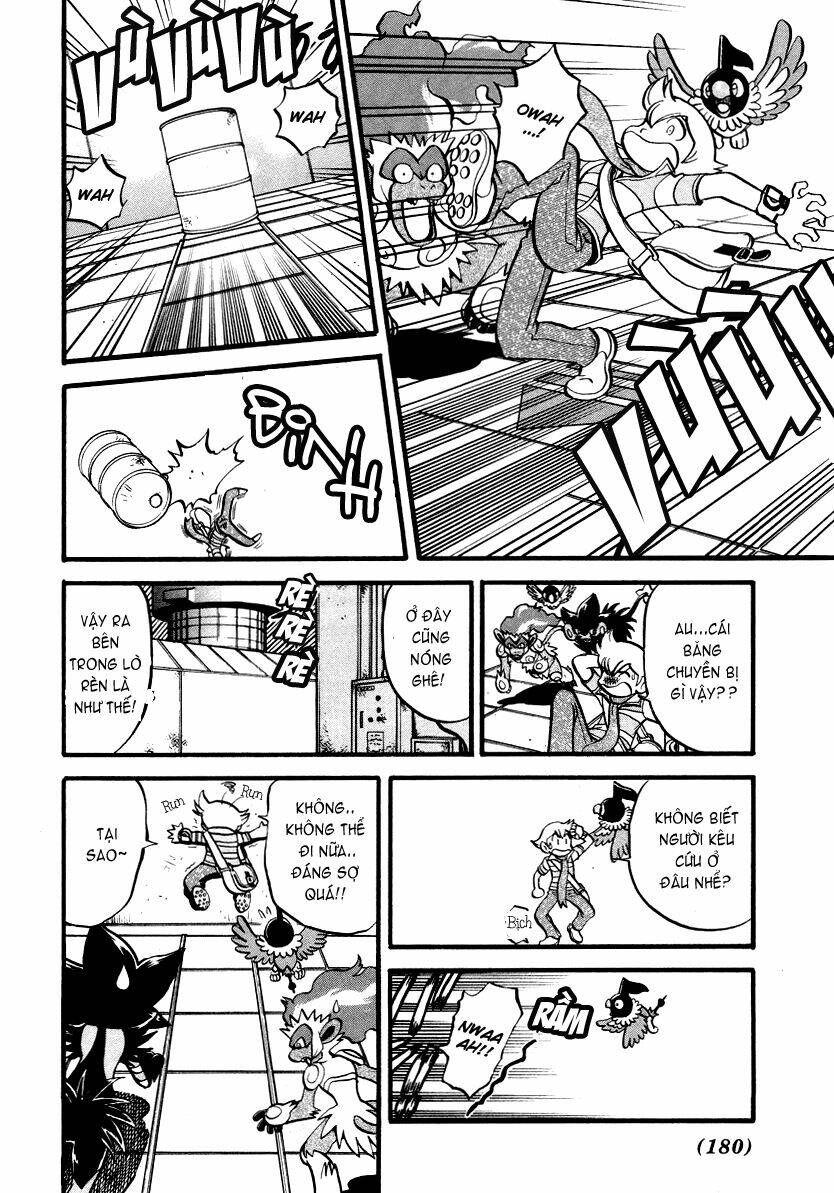 OWAH
...!
VÙÙÙ
VÙVÙVÙ
WAH
WAH
BINH
AU...CÁI
BĂNG
CHUYỀN BỊ
GÌ VẬY??
Ở ĐÂY
CŨNG
NÓNG
GHÊ!
RÈ
RÈ
RÈ
VẬY RA
BÊN
TRONG LÒ
RÈN LÀ
NHƯ THẾ!
KHÔNG BIẾT
NGƯỜI KÊU
CỨU Ở
ĐÂU NHỂ?
Bịch
RẦM
NWAA
AH!!
KHÔNG..
KHÔNG THỂ
ĐI NỮA..
ĐÁNG SỢ
QUÁ!!
Run
Run
TẠI
SAO~
(180)